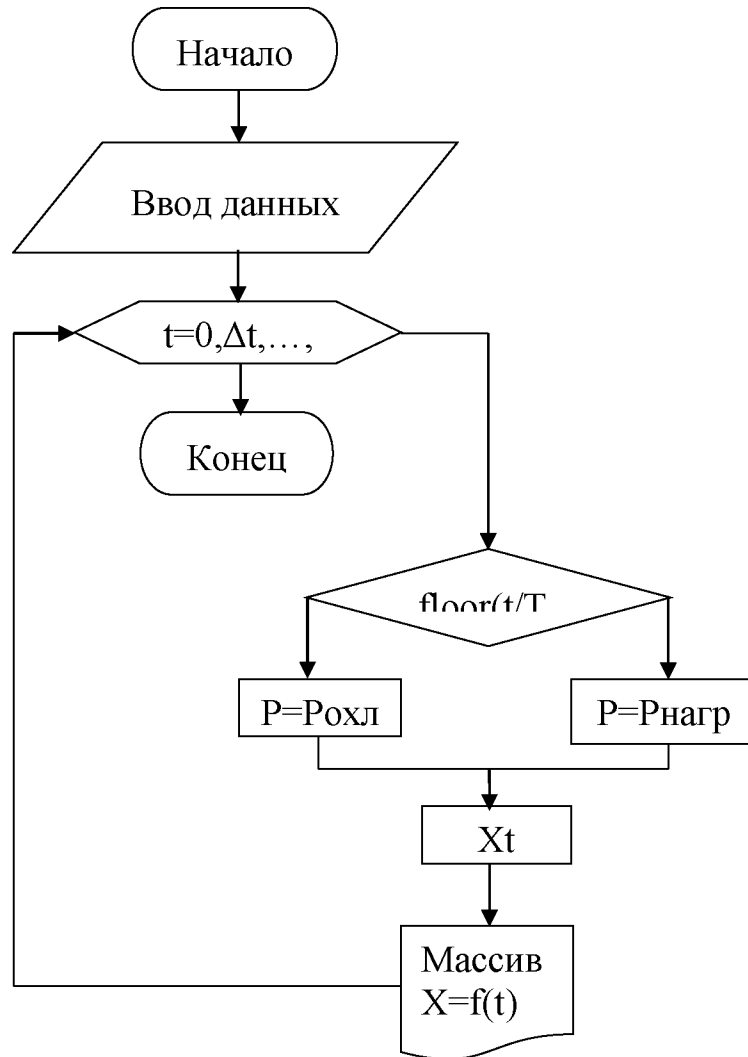 Начало
Ввод данных
t=0,Δt,…,
Конец
floor(t/T
P=Pохл
P=Pнагр
Xt
Массив
X=f(t)